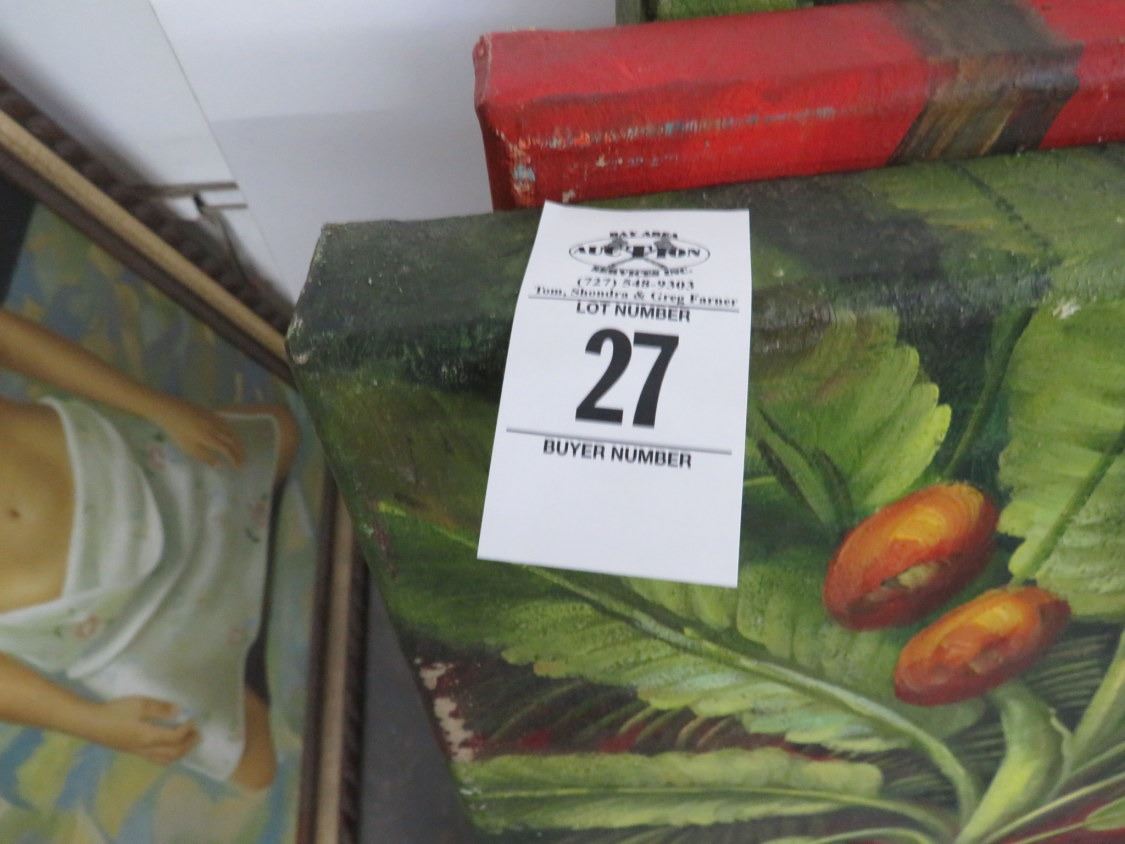 BAY AREA
AUCTION
SERVICES INC.
(727) 548-9303
Tom, Shondra & Greg Farner
LOT NUMBER
27
BUYER NUMBER